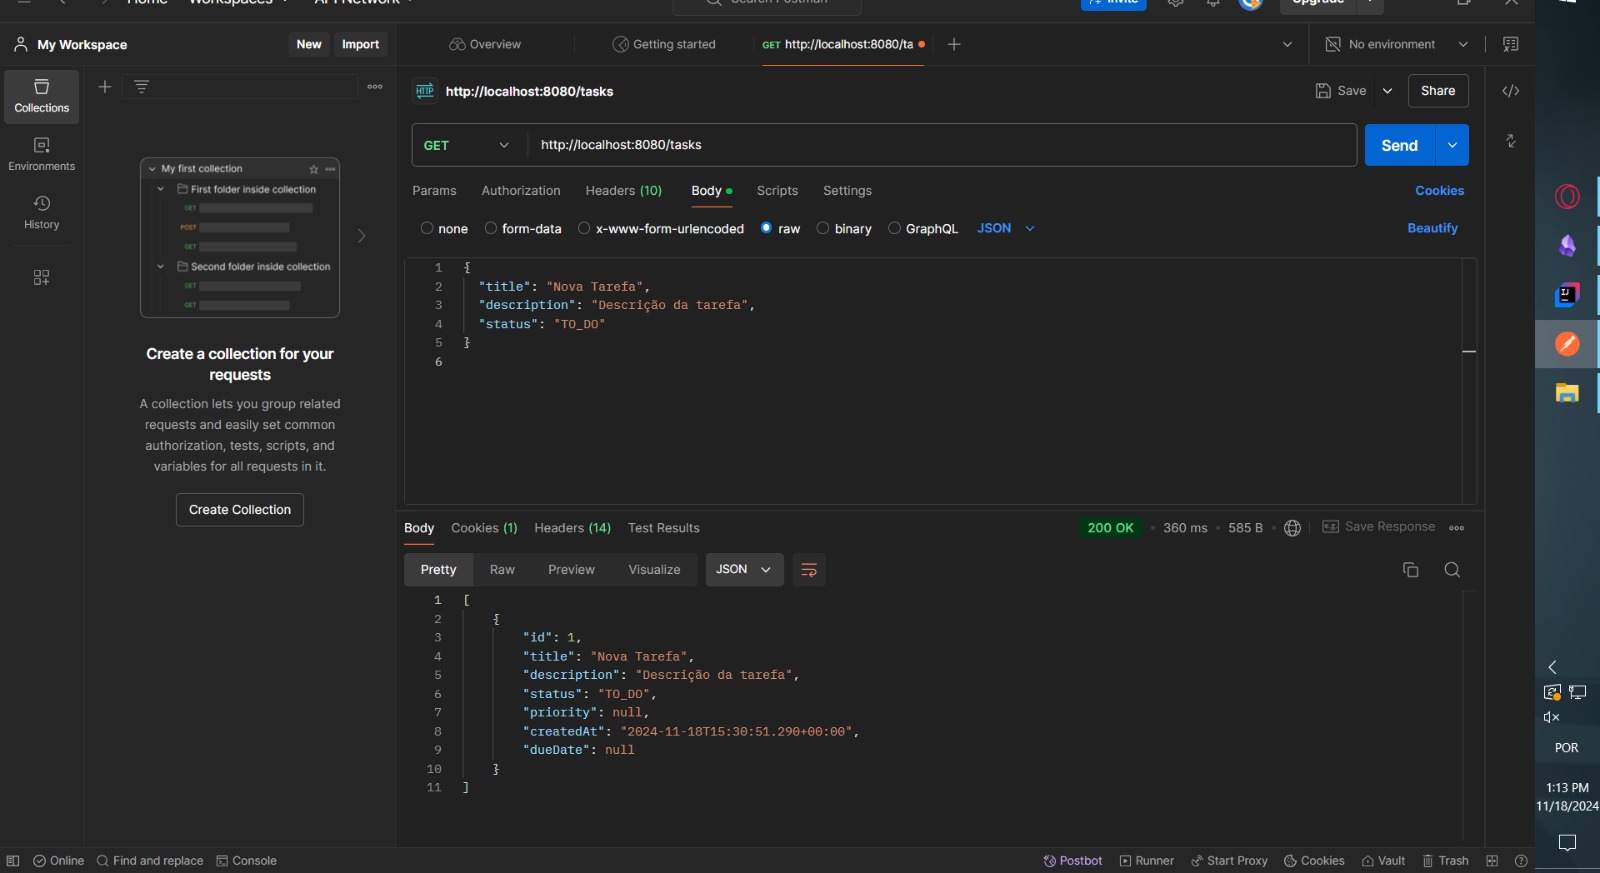 Home Workspaces API Network Search Postman Invite Upgrade
My Workspace New Import Overview Getting started GET http://localhost:8080/ta No environment
Collections
Environments
History
My first collection
First folder inside collection
GET
POST
GET
Second folder inside collection
GET
GET
Create a collection for your
requests
A collection lets you group related
requests and easily set common
authorization, tests, scripts, and
variables for all requests in it.
Create Collection
HTTP http://localhost:8080/tasks Save Share
GET http://localhost:8080/tasks Send
Params Authorization Headers (10) Body Scripts Settings Cookies
none form-data x-www-form-urlencoded raw binary GraphQL JSON Beautify
1 {
2 "title": "Nova Tarefa",
3 "description": "Descrição da tarefa",
4 "status": "TO_DO"
5 }
6
Body Cookies (1) Headers (14) Test Results 200 OK 360 ms 585 B e.g. Save Response
Pretty Raw Preview Visualize JSON
1 [
2 {
3 "id": 1,
4 "title": "Nova Tarefa",
5 "description": "Descrição da tarefa",
6 "status": "TO_DO",
7 "priority": null,
8 "createdAt": "2024-11-18T15:30:51.290+00:00",
9 "dueDate": null
10 }
11 ]
Online Find and replace Console Postbot Runner Start Proxy Cookies Vault Trash
IJ
POR
1:13 PM
11/18/2024